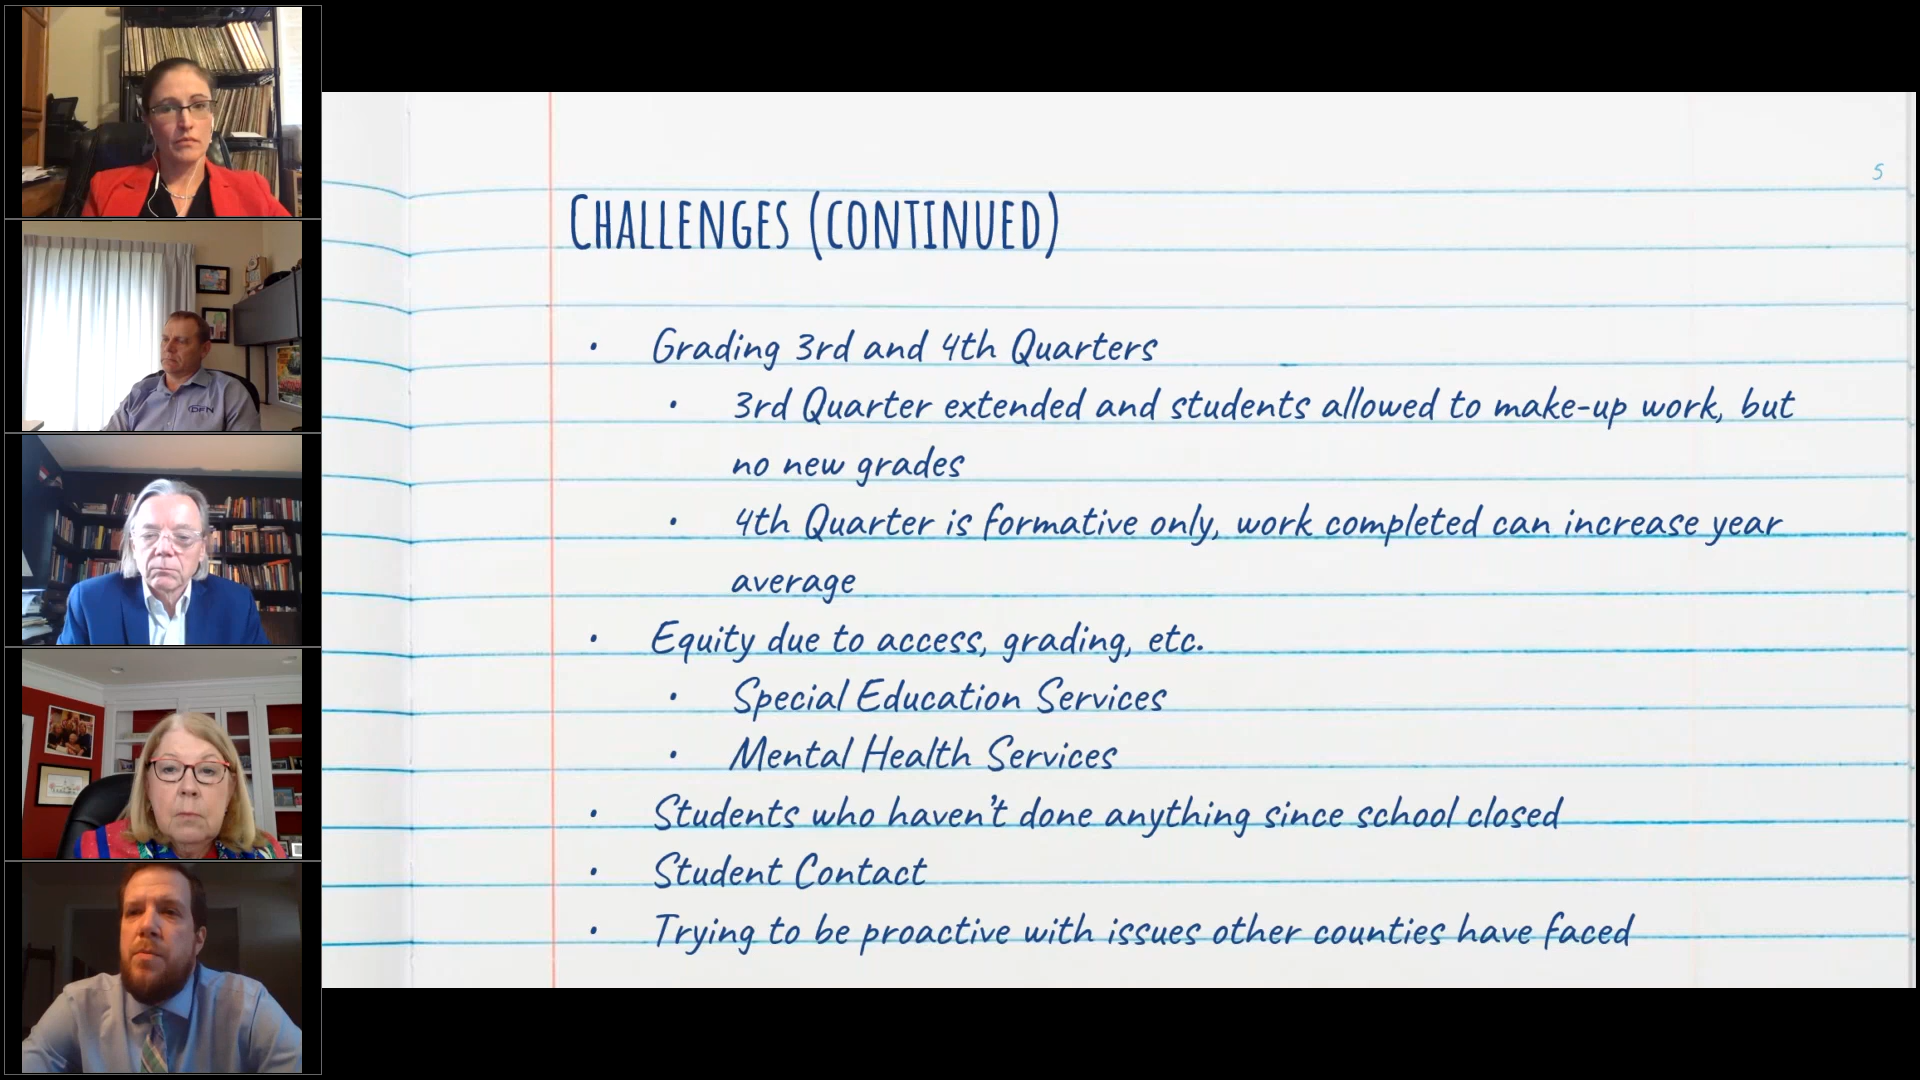 5
CHALLENGES (CONTINUED)
• Grading 3rd and 4th Quarters
• 3rd Quarter extended and students allowed to make-up work, but
no new grades
• 4th Quarter is formative only, work completed can increase year
average
• Equity due to access, grading, etc.
• Special Education Services
• Mental Health Services
• Students who haven't done anything since school closed
• Student Contact
• Trying to be proactive with issues other counties have faced
DFN